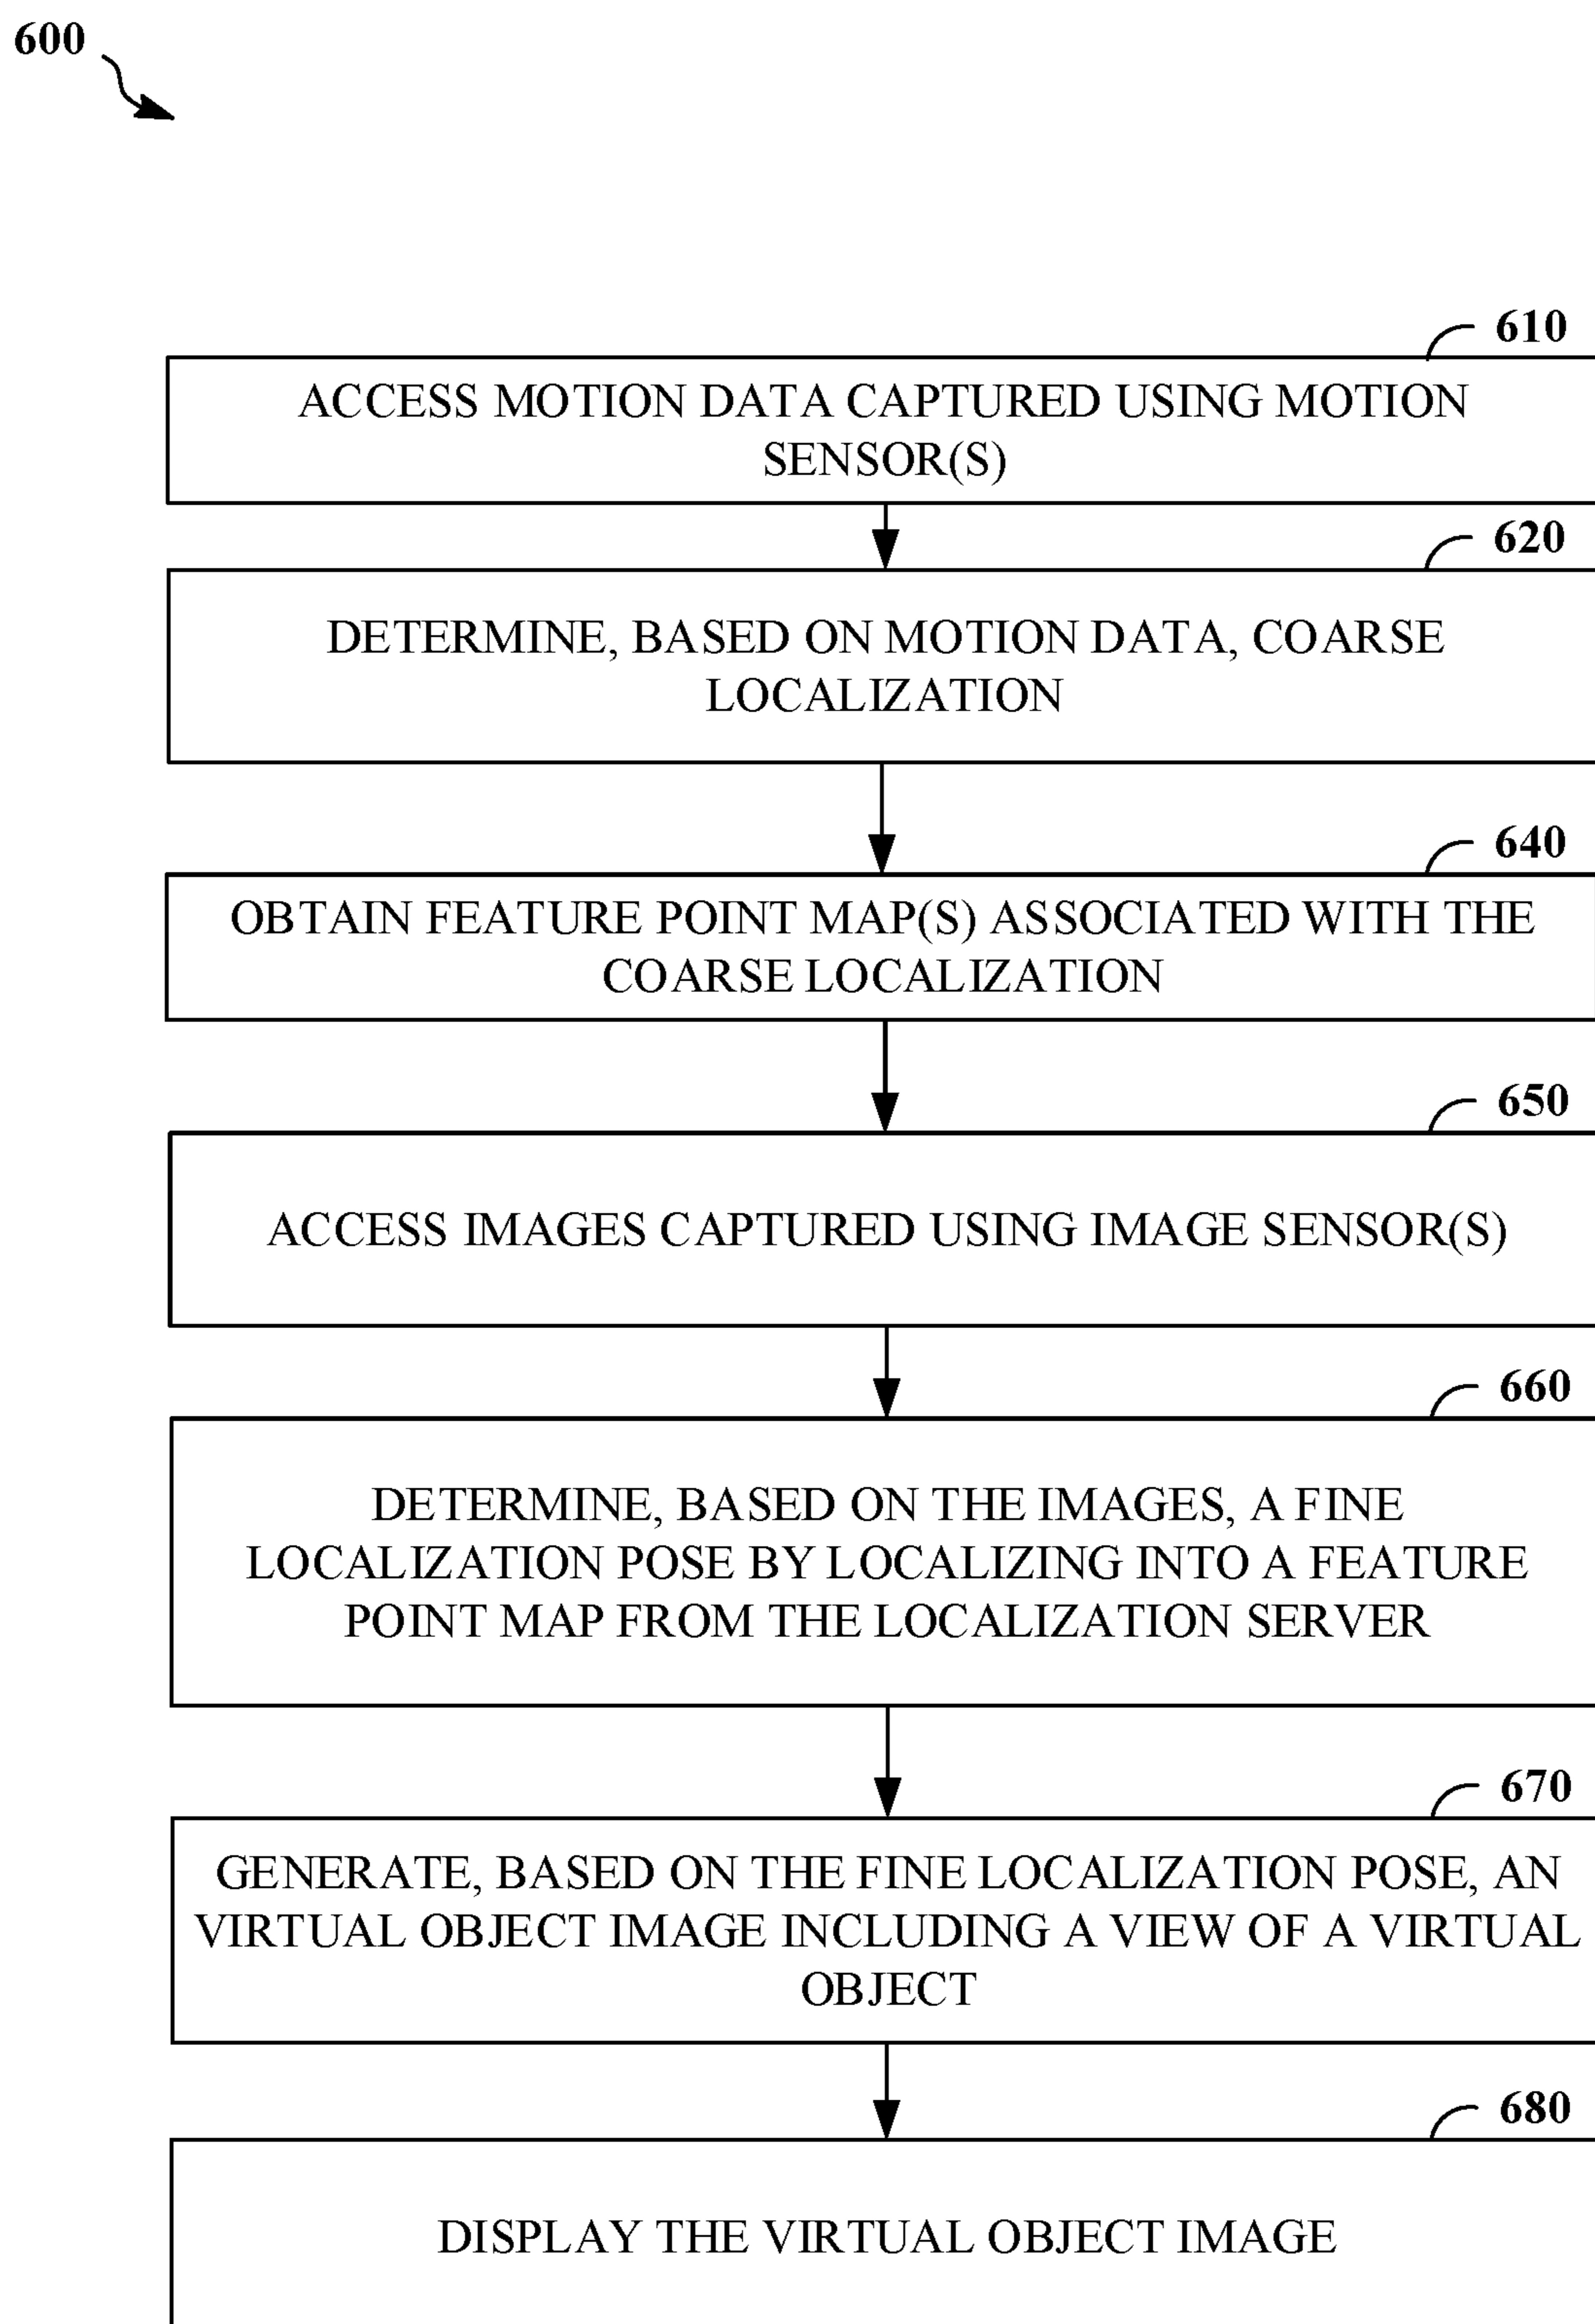 600
610
ACCESS MOTION DATA CAPTURED USING MOTION
SENSOR(S)
620
DETERMINE, BASED ON MOTION DATA, COARSE
LOCALIZATION
640
OBTAIN FEATURE POINT MAP(S) ASSOCIATED WITH THE
COARSE LOCALIZATION
650
ACCESS IMAGES CAPTURED USING IMAGE SENSOR(S)
660
DETERMINE, BASED ON THE IMAGES, A FINE
LOCALIZATION POSE BY LOCALIZING INTO A FEATURE
POINT MAP FROM THE LOCALIZATION SERVER
670
GENERATE, BASED ON THE FINE LOCALIZATION POSE, AN
VIRTUAL OBJECT IMAGE INCLUDING A VIEW OF A VIRTUAL
OBJECT
680
DISPLAY THE VIRTUAL OBJECT IMAGE